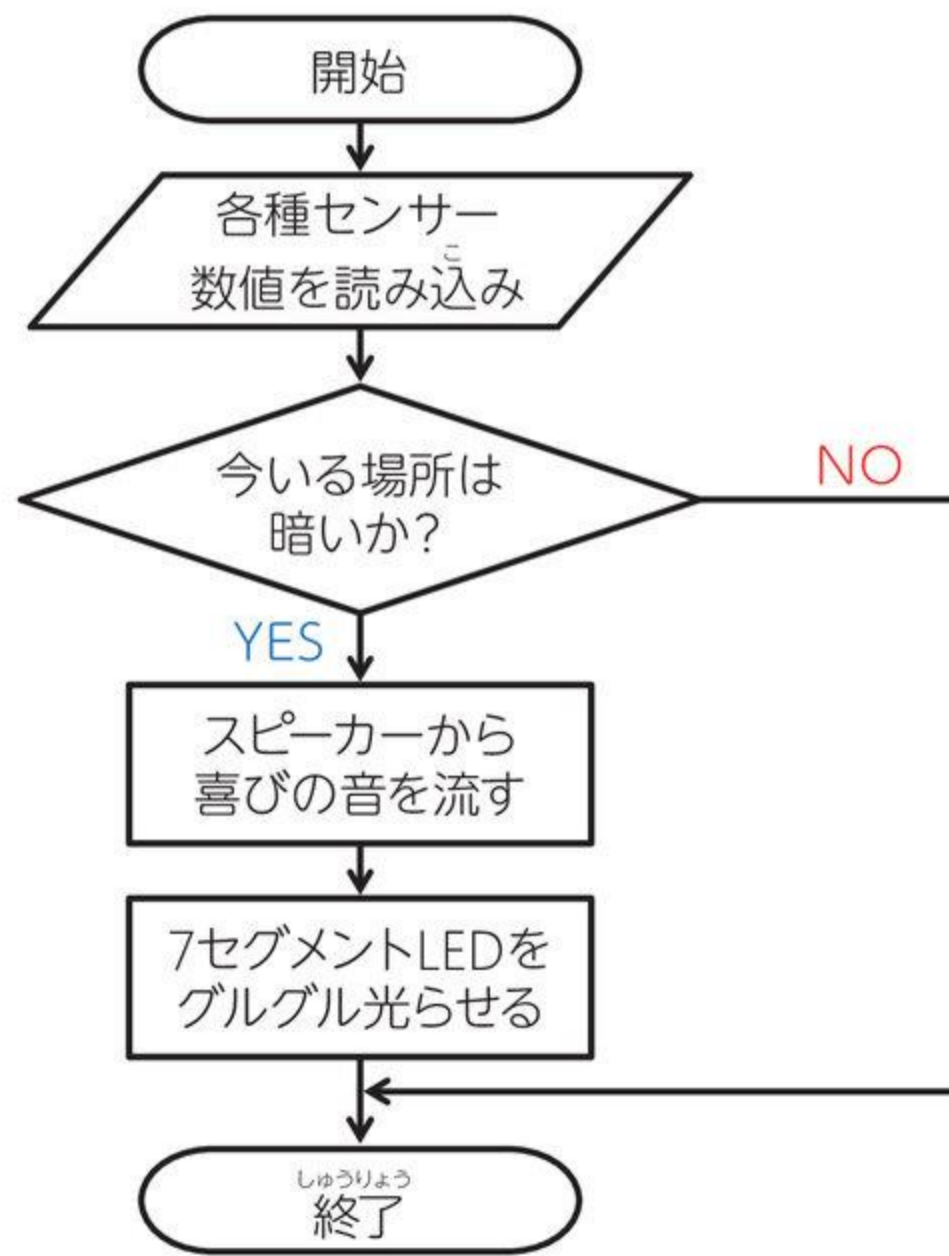 開始
各種センサー
数値を読み込み
こ
今いる場所は
暗いか?
NO
YES
スピーカーから
喜びの音を流す
7セグメントLEDを
グルグル光らせる
しゅうりょう
終了